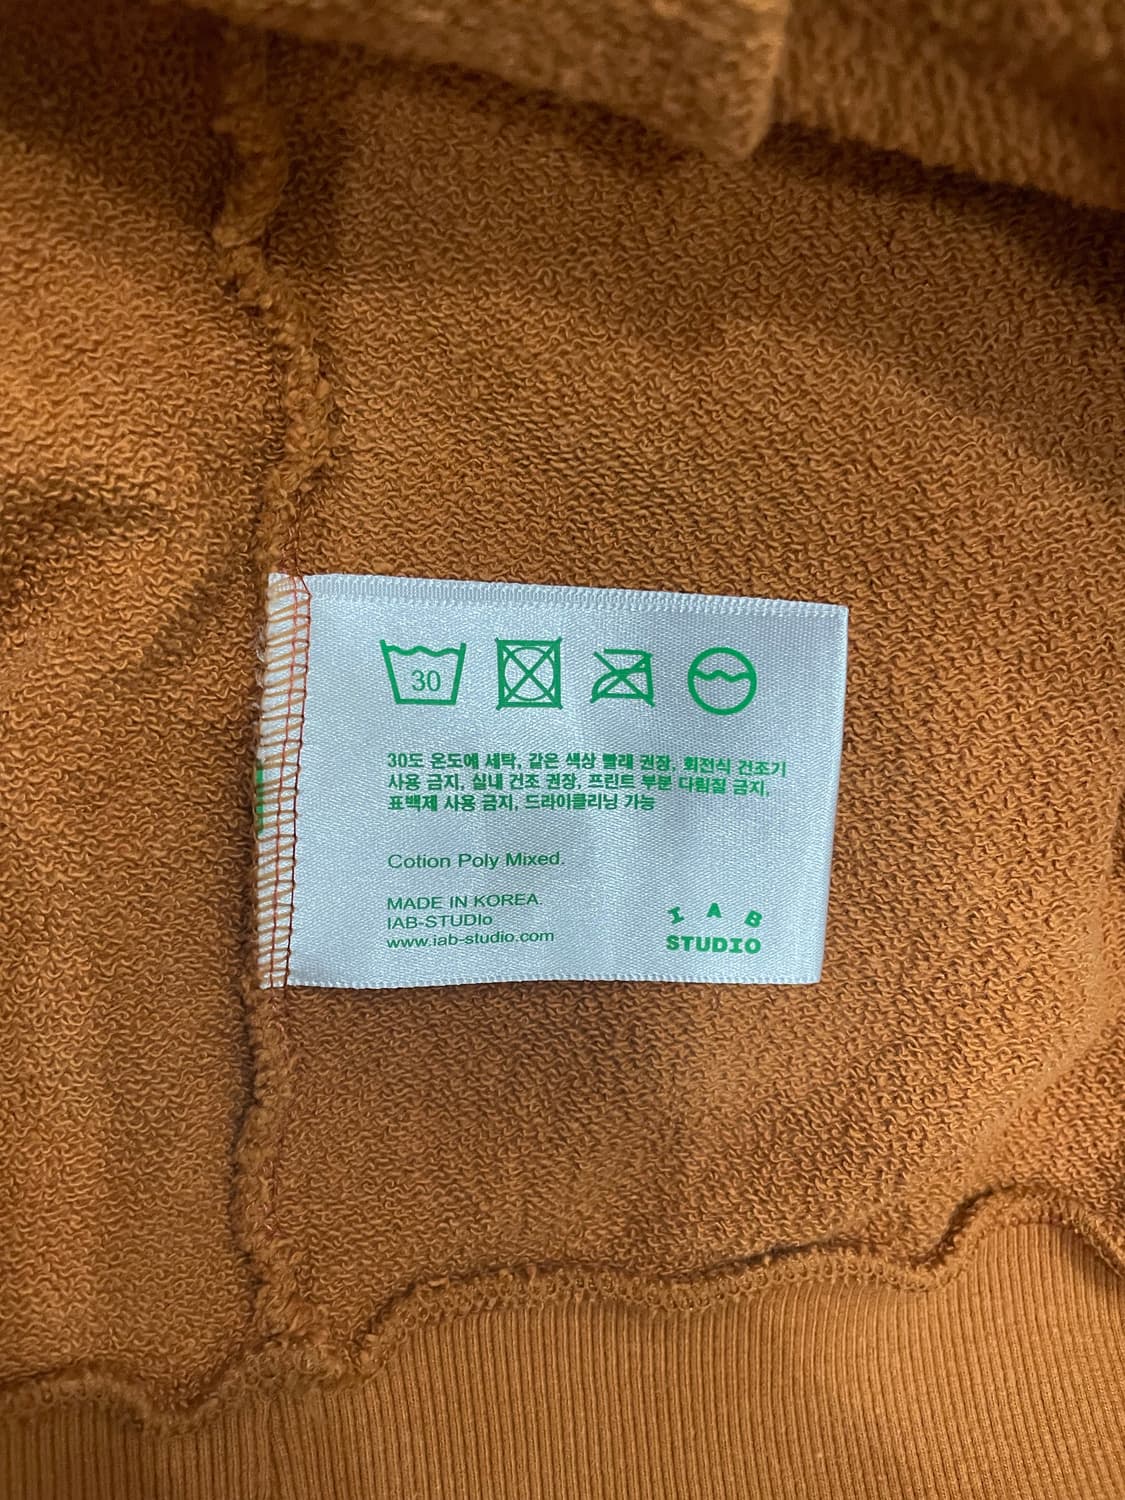 30
30도 온도에 세탁, 같은 색상 빨래 권장, 회전식 건조기
사용 금지, 실내 건조 권장, 프린트 부분 다림질 금지,
표백제 사용 금지, 드라이클리닝 가능
Cotion Poly Mixed.
MADE IN KOREA.
IAB-STUDIo
www.iab-studio.com
I A B
STUDIO